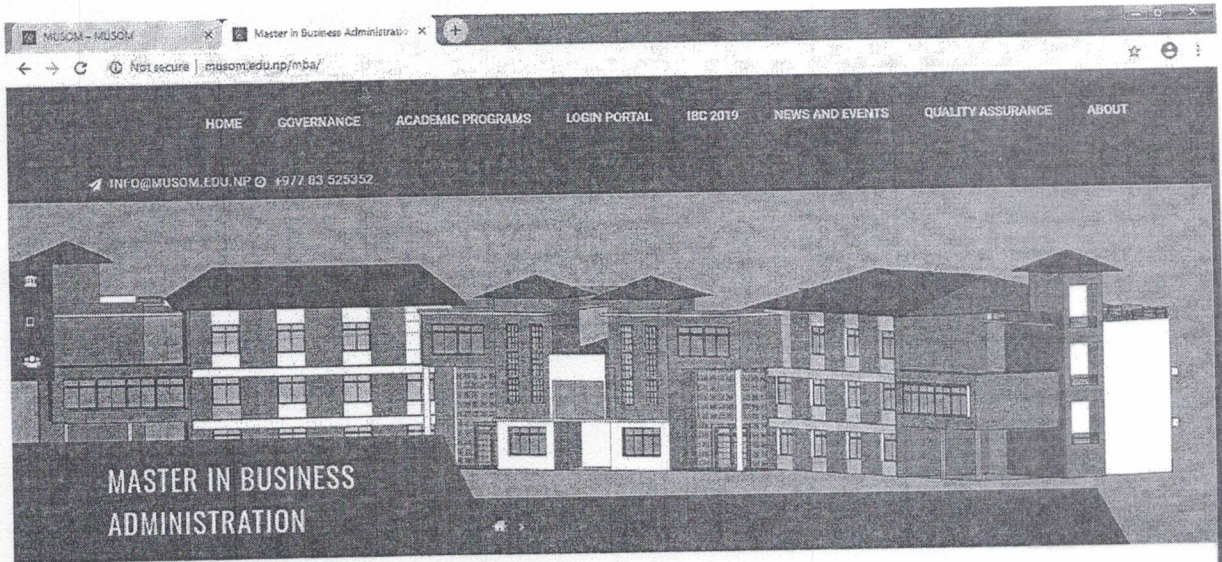 MUSOM – MUSOM × Master in Business Administratio × +
Not secure | musom.edu.np/mba/
HOME GOVERNANCE ACADEMIC PROGRAMS LOGIN PORTAL IBC 2019 NEWS AND EVENTS QUALITY ASSURANCE ABOUT
INFO@MUSOM.EDU.NP +977 83 525352
MASTER IN BUSINESS
ADMINISTRATION